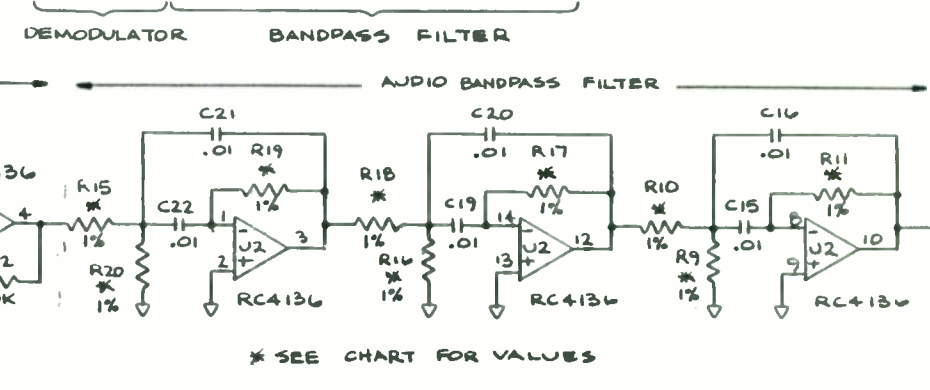 DEMODULATOR BANDPASS FILTER
AUDIO BANDPASS FILTER
C21 C20 C16
.01 R19 .01 R17 .01 R11
36 R15 * R18 * R10 *
* 1% * 1% * 1%
4 C22 1 C19 14 C15 8
1% .01 - 3 1% .01 - 12 1% .01 - 10
U2 U2 U2
2 R20 2 + R16 13 + R9 9 +
* * *
K 1% RC4136 1% RC4136 1% RC4136
* SEE CHART FOR VALUES